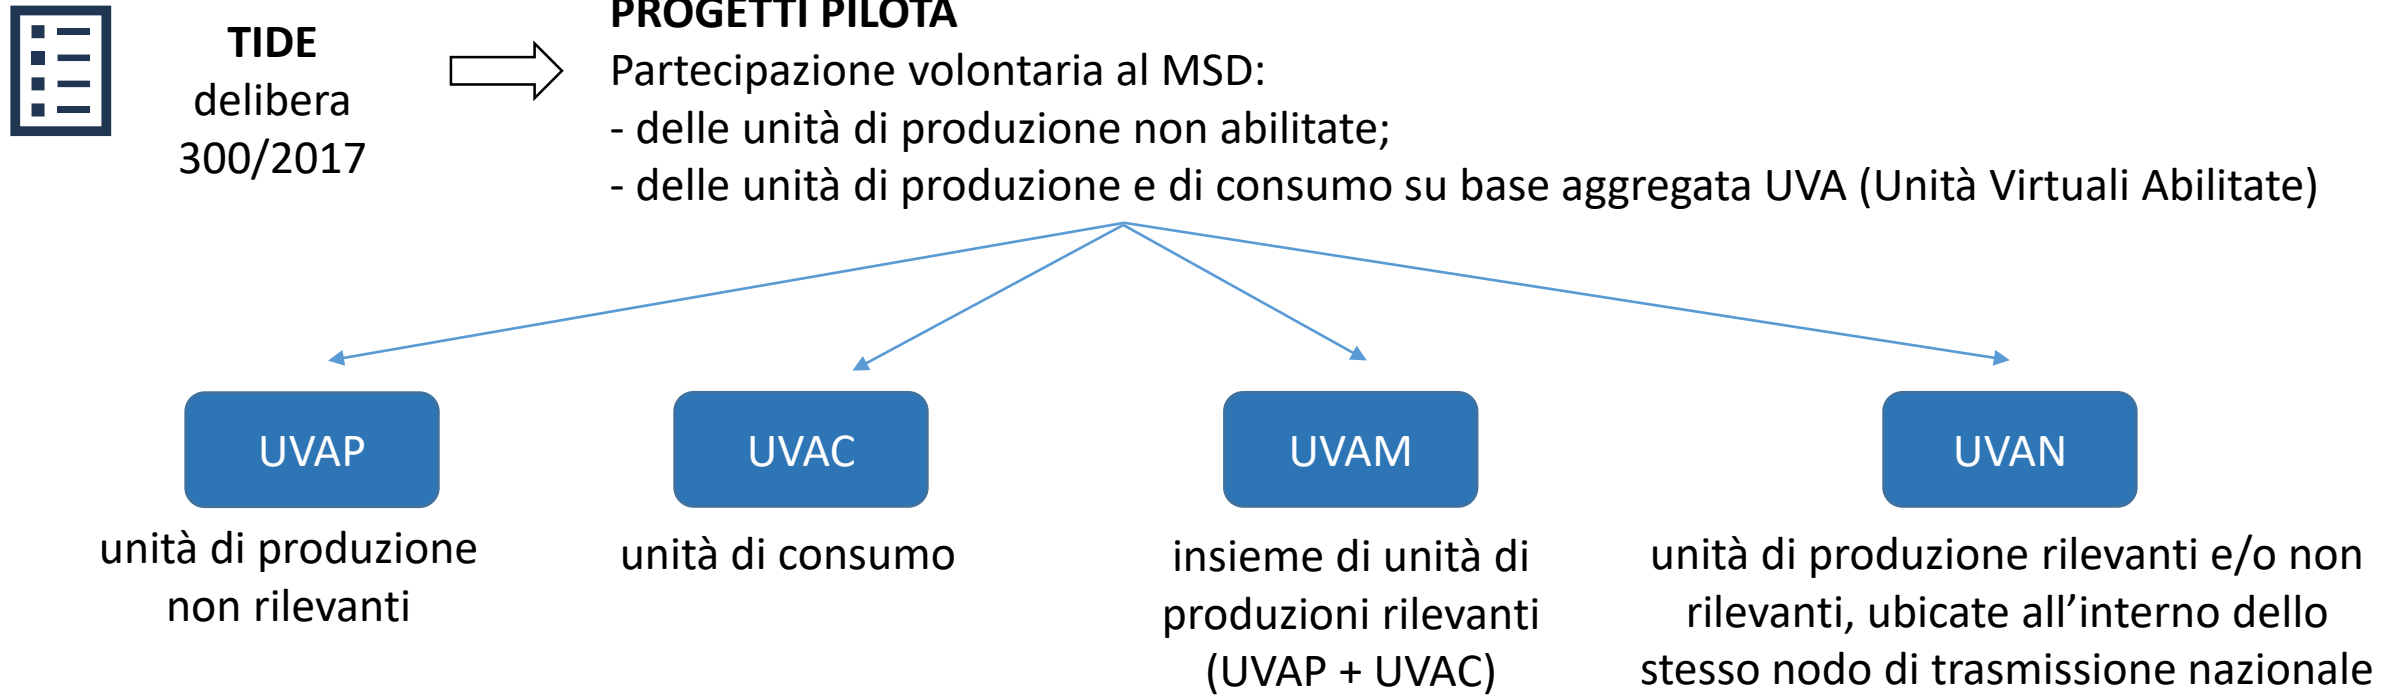 TIDE
delibera
300/2017
PROGETTI PILOTA
Partecipazione volontaria al MSD:
- delle unità di produzione non abilitate;
- delle unità di produzione e di consumo su base aggregata UVA (Unità Virtuali Abilitate)
UVAP
unità di produzione
non rilevanti
UVAC
unità di consumo
UVAM
insieme di unità di
produzioni rilevanti
(UVAP + UVAC)
UVAN
unità di produzione rilevanti e/o non
rilevanti, ubicate all’interno dello
stesso nodo di trasmissione nazionale